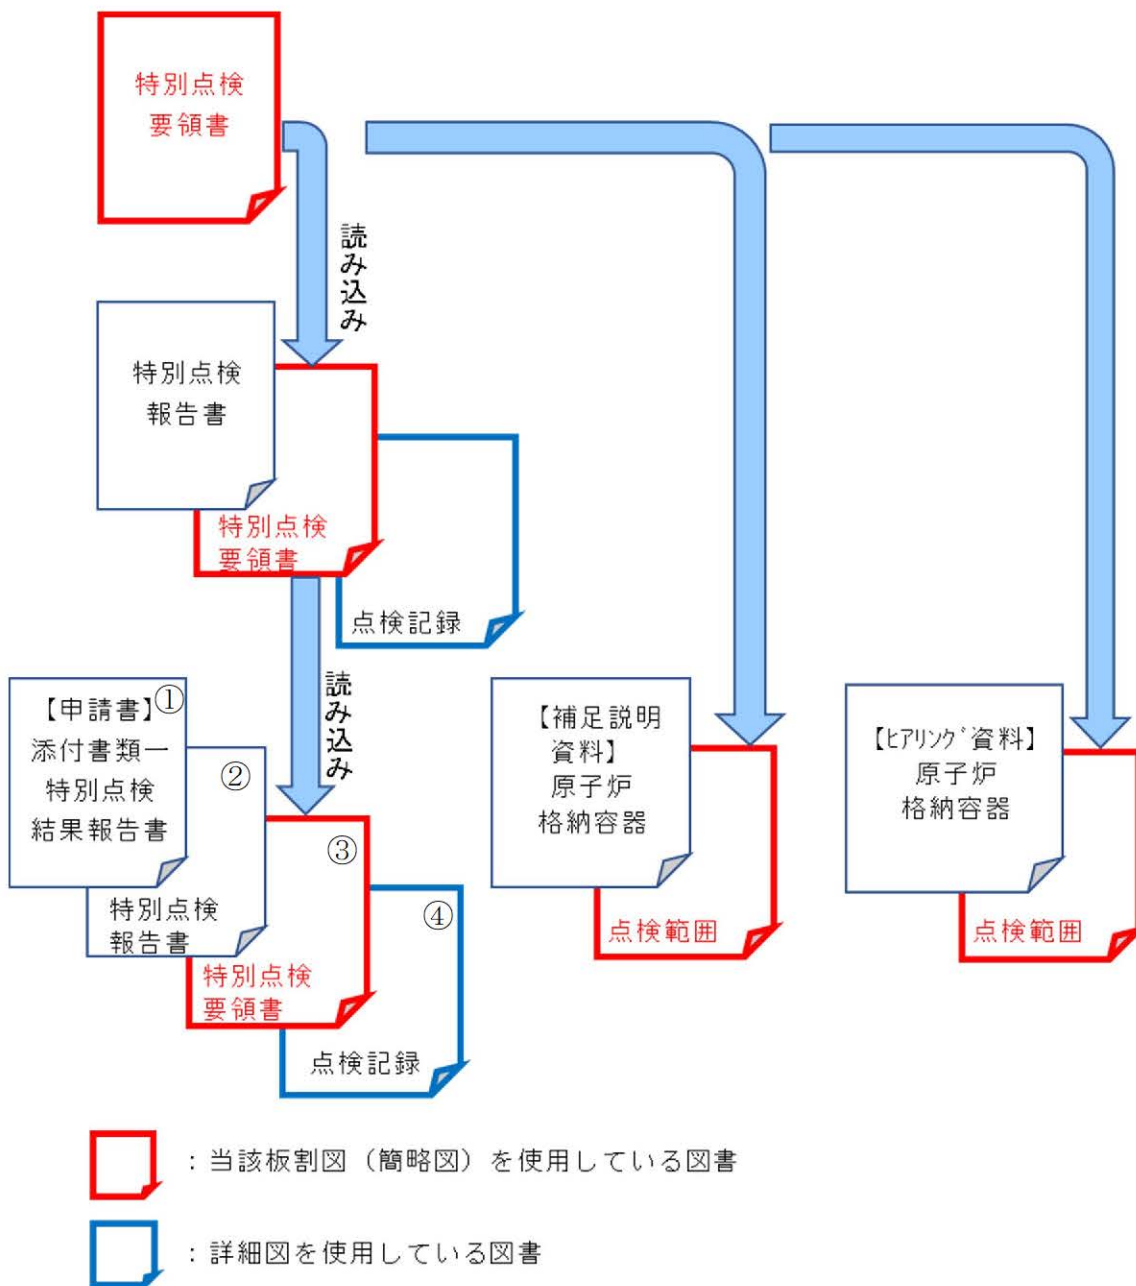 特別点検
要領書
読み込み
特別点検
報告書
特別点検
要領書
点検記録
読み込み
【申請書】①
添付書類一
特別点検
結果報告書
②
特別点検
報告書
③
特別点検
要領書
④
点検記録
【補足説明
資料】
原子炉
格納容器
点検範囲
【ﾋｱﾘﾝｸﾞ資料】
原子炉
格納容器
点検範囲
：当該板割図（簡略図）を使用している図書
：詳細図を使用している図書